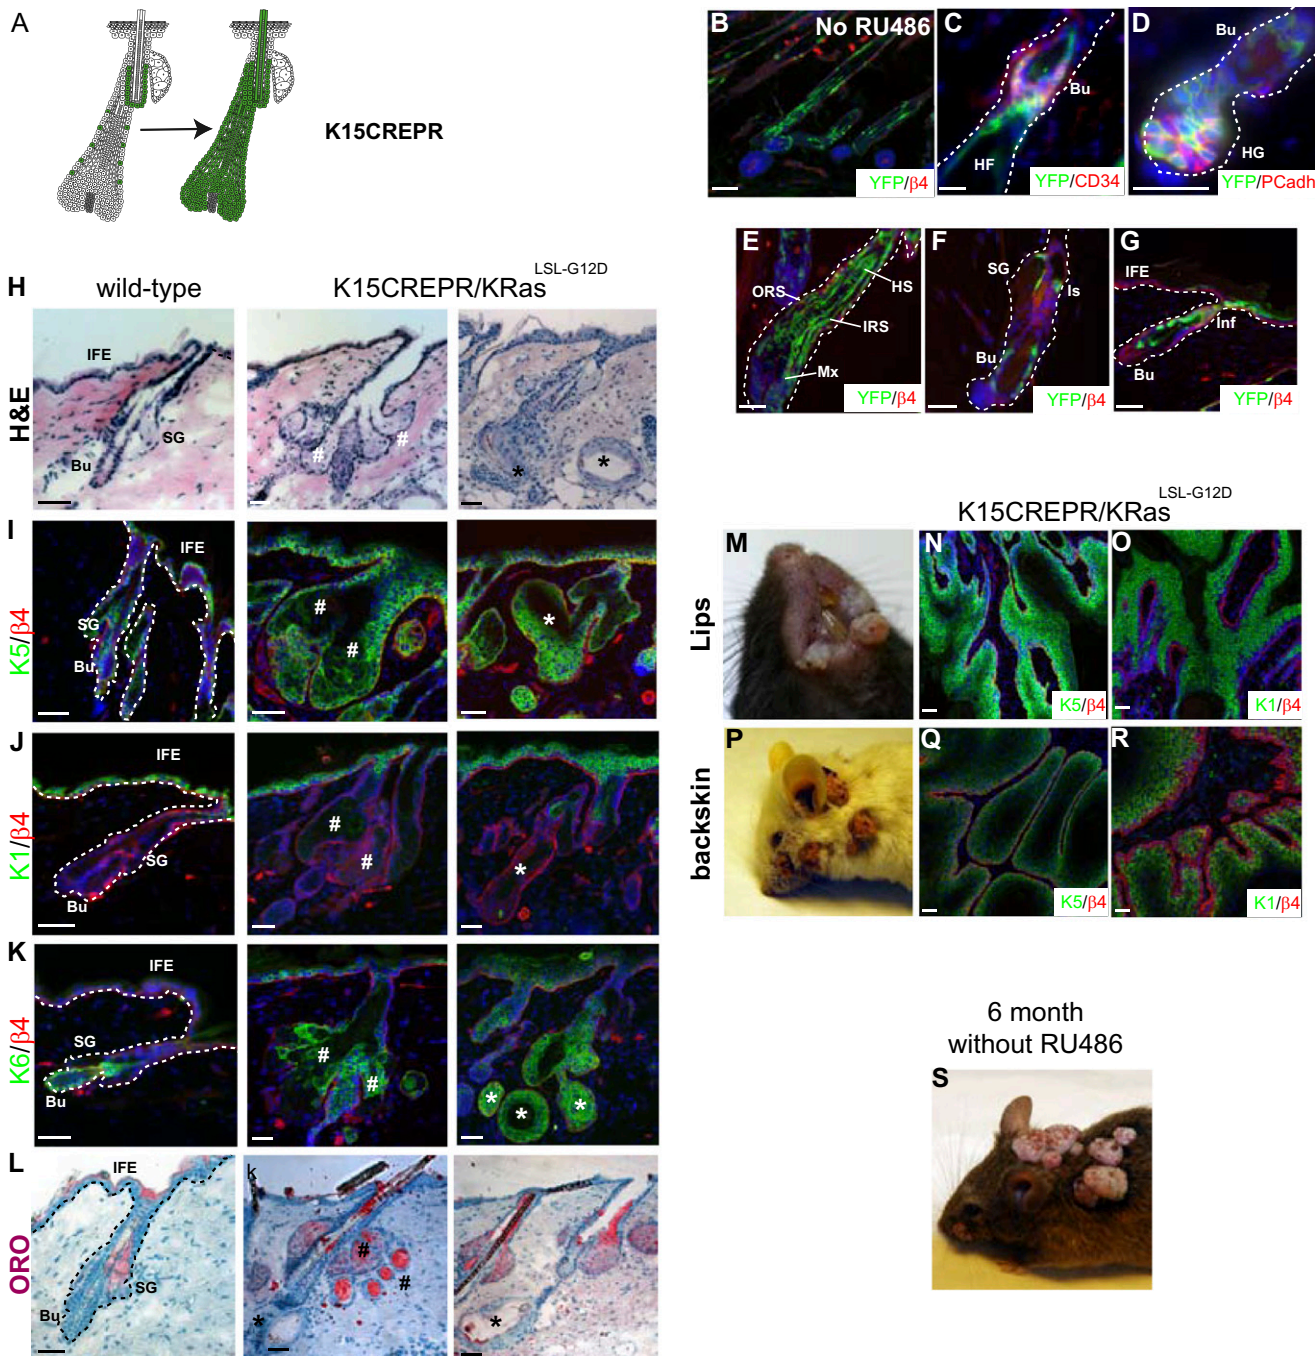 A
K15CREPR
B
No RU486
YFP/β4
C
Bu
HF
YFP/CD34
D
Bu
HG
YFP/PCadh
E
ORS
HS
IRS
Mx
YFP/β4
F
SG
Is
Bu
YFP/β4
G
IFE
Inf
Bu
YFP/β4
H
wild-type
K15CREPR/KRas LSL-G12D
H&E
IFE
SG
Bu
#
#
*
*
I
K5/β4
IFE
SG
Bu
#
#
*
J
K1/β4
IFE
SG
Bu
#
#
*
K
K6/β4
IFE
SG
Bu
#
#
*
*
*
L
ORO
IFE
SG
Bu
k
#
#
*
*
K15CREPR/KRas LSL-G12D
Lips
M
N
K5/β4
O
K1/β4
backskin
P
Q
K5/β4
R
K1/β4
6 month
without RU486
S